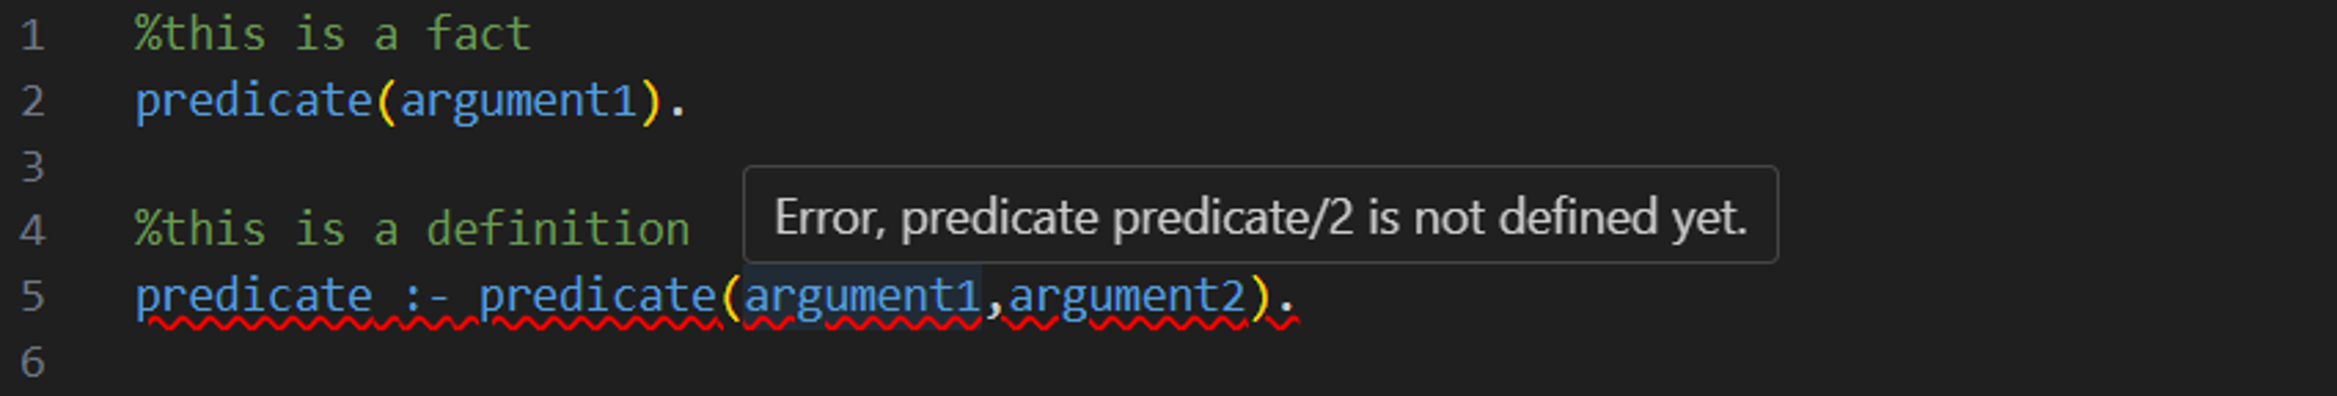 1 %this is a fact
2 predicate(argument1).
3
4 %this is a definition
Error, predicate predicate/2 is not defined yet.
5 predicate :- predicate(argument1,argument2).
6